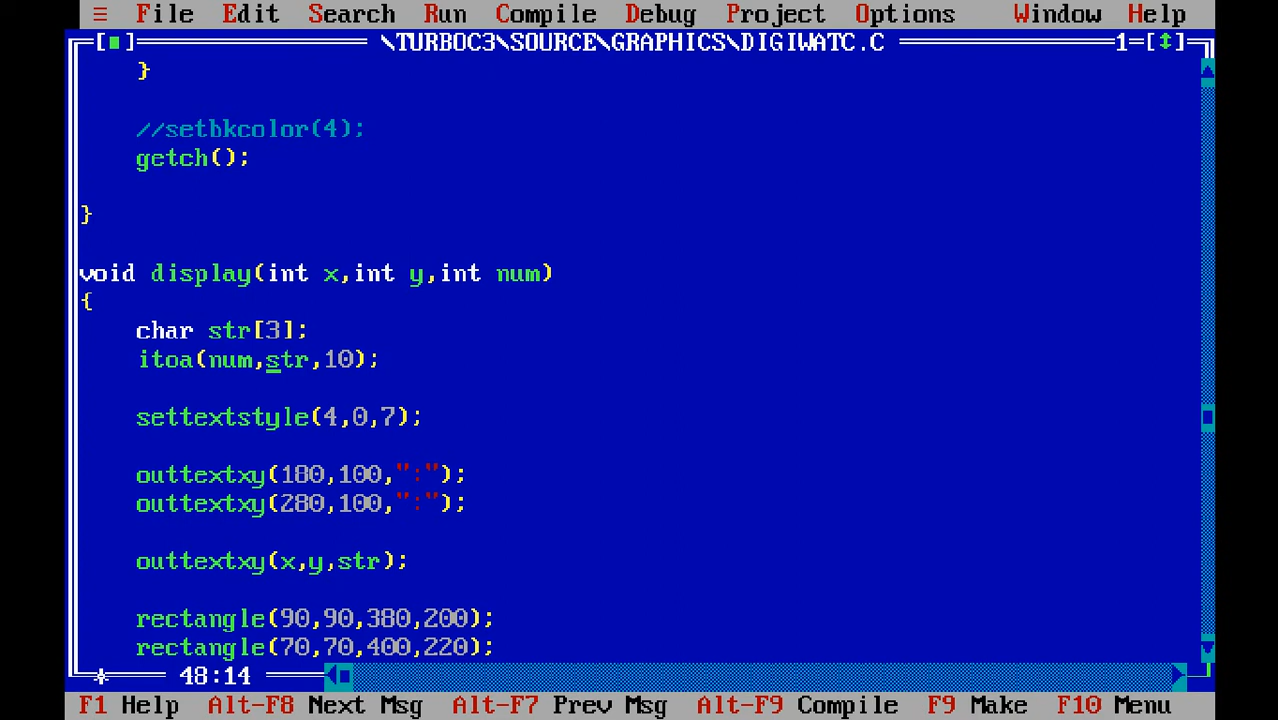 ≡ File Edit Search Run Compile Debug Project Options Window Help
[■] \TURBOC3\SOURCE\GRAPHICS\DIGIWATC.C 1=[↕]
}
//setbkcolor(4);
getch();
}
void display(int x,int y,int num)
{
char str[3];
itoa(num,str,10);
settextstyle(4,0,7);
outtextxy(180,100,":");
outtextxy(280,100,":");
outtextxy(x,y,str);
rectangle(90,90,380,200);
rectangle(70,70,400,220);
* 48:14
F1 Help Alt-F8 Next Msg Alt-F7 Prev Msg Alt-F9 Compile F9 Make F10 Menu